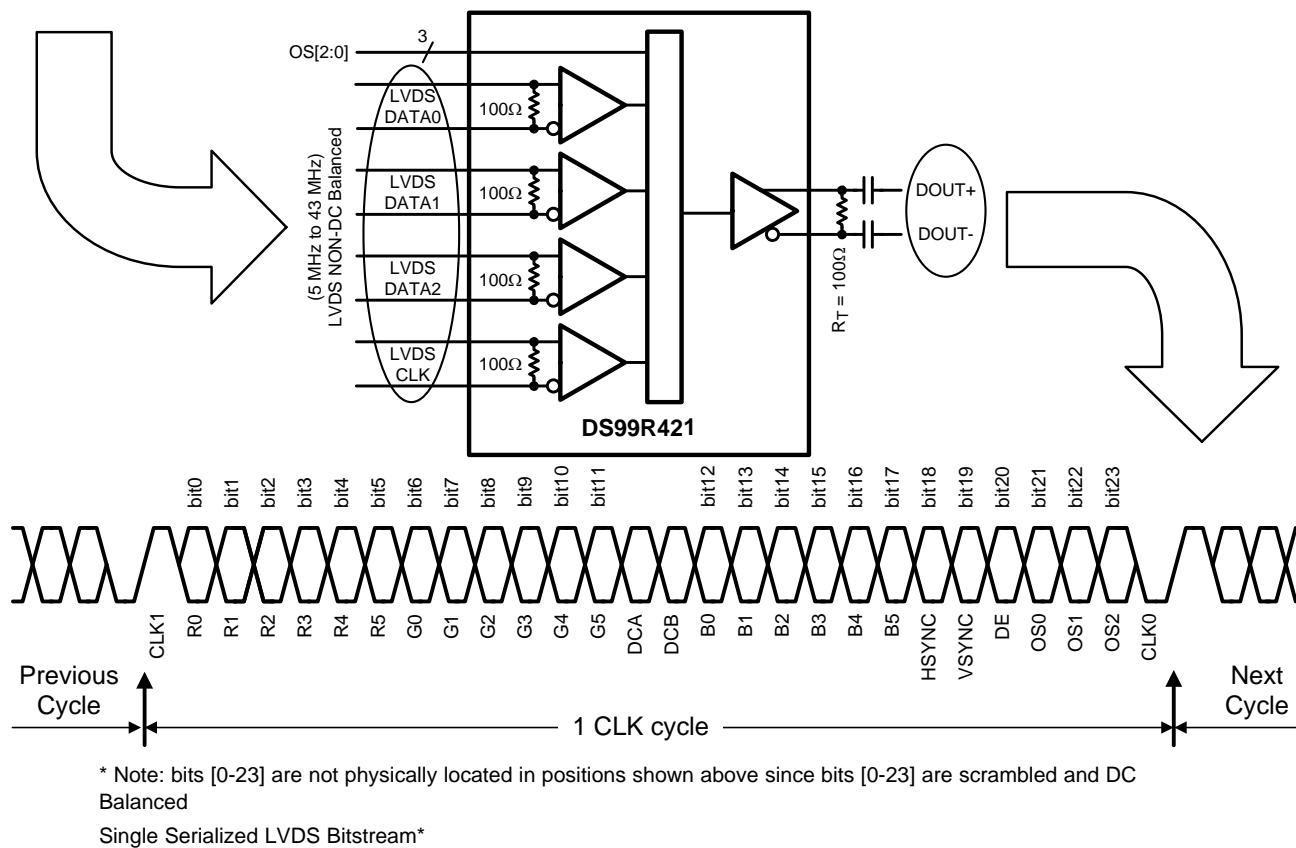 OS[2:0]
3
LVDS
DATA0
100Ω
LVDS
DATA1
100Ω
LVDS
DATA2
100Ω
LVDS
CLK
100Ω
(5 MHz to 43 MHz)
LVDS NON-DC Balanced
DS99R421
RT = 100Ω
DOUT+
DOUT-
bit0 bit1 bit2 bit3 bit4 bit5 bit6 bit7 bit8 bit9 bit10 bit11 bit12 bit13 bit14 bit15 bit16 bit17 bit18 bit19 bit20 bit21 bit22 bit23
CLK1 R0 R1 R2 R3 R4 R5 G0 G1 G2 G3 G4 G5 DCA DCB B0 B1 B2 B3 B4 B5 HSYNC VSYNC DE OS0 OS1 OS2 CLK0
Previous
Cycle
1 CLK cycle
Next
Cycle
* Note: bits [0-23] are not physically located in positions shown above since bits [0-23] are scrambled and DC
Balanced
Single Serialized LVDS Bitstream*